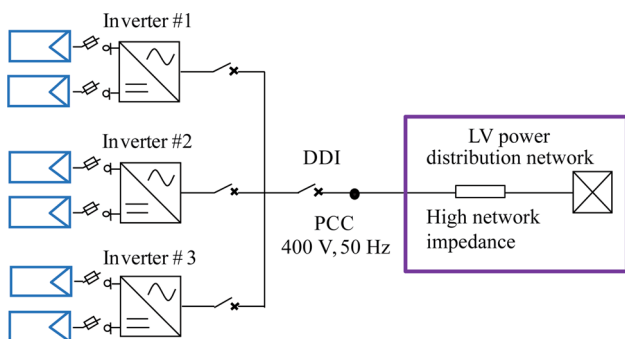 Inverter #1
Inverter #2
Inverter # 3
DDI
PCC
400 V, 50 Hz
LV power
distribution network
High network
impedance